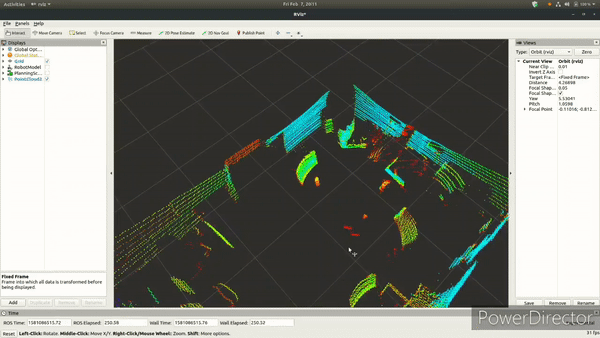 Activities
rviz
Fri Feb 7, 20:11
100%
RViz*
File Panels Help
Interact Move Camera Select Focus Camera Measure 2D Pose Estimate 2D Nav Goal Publish Point
Displays
Global Opt...
Global Stat...
Grid
RobotModel
PlanningSc...
PointCloud2
Fixed Frame
Frame into which all data is transformed before
being displayed.
Add Duplicate Remove Rename
Views
Type: Orbit (rviz) Zero
Current View Orbit (rviz)
Near Clip ... 0.01
Invert Z Axis
Target Fra... <Fixed Frame>
Distance 4.26898
Focal Shap... 0.05
Focal Shap...
Yaw 5.53041
Pitch 1.0598
Focal Point -0.11016; -0.812...
Save Remove Rename
Time
ROS Time: 1581086515.72 ROS Elapsed: 250.58 Wall Time: 1581086515.76 Wall Elapsed: 250.52
Reset Left-Click: Rotate. Middle-Click: Move X/Y. Right-Click/Mouse Wheel: Zoom. Shift: More options.
31 fps
PowerDirector